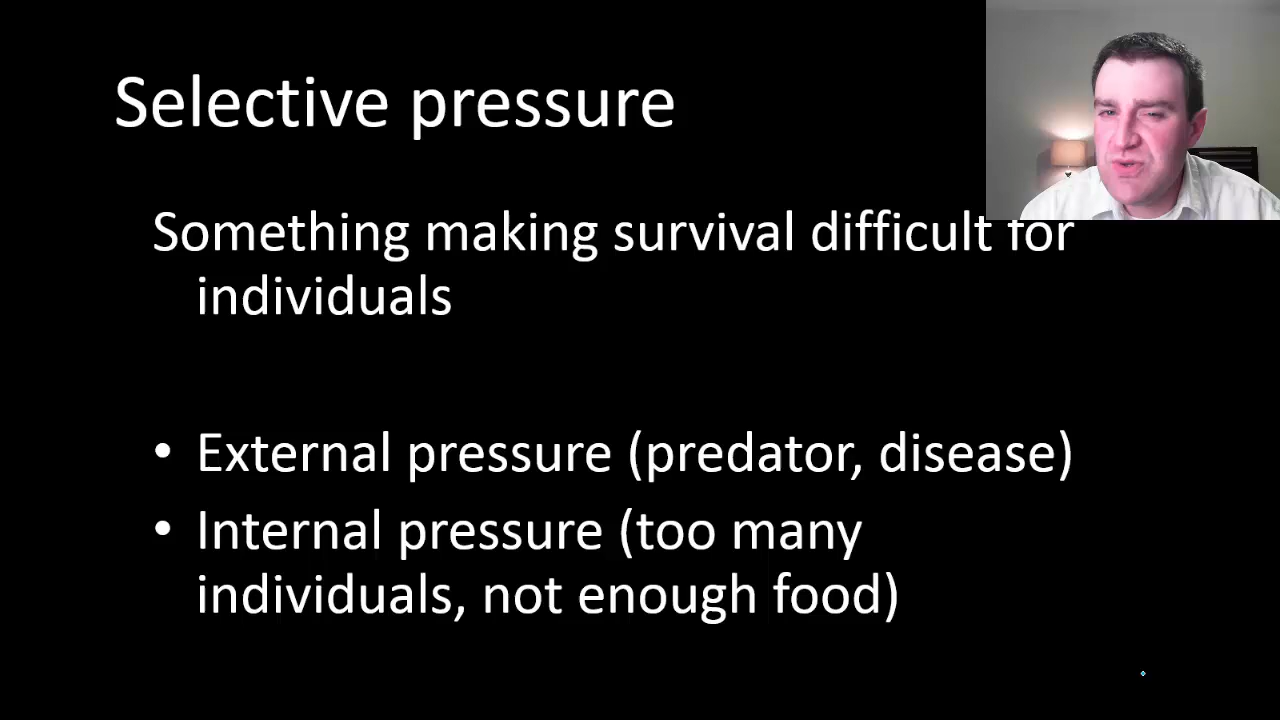 Selective pressure
Something making survival difficult for
individuals
• External pressure (predator, disease)
• Internal pressure (too many
individuals, not enough food)